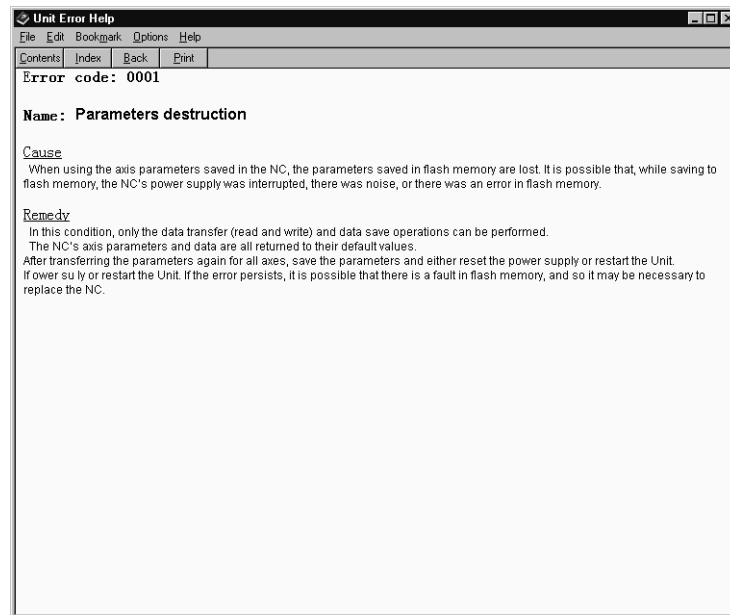 Unit Error Help
File Edit Bookmark Options Help
Contents Index Back Print
Error code: 0001
Name: Parameters destruction
Cause
When using the axis parameters saved in the NC, the parameters saved in flash memory are lost. It is possible that, while saving to
flash memory, the NC's power supply was interrupted, there was noise, or there was an error in flash memory.
Remedy
In this condition, only the data transfer (read and write) and data save operations can be performed.
The NC's axis parameters and data are all returned to their default values.
After transferring the parameters again for all axes, save the parameters and either reset the power supply or restart the Unit.
If ower su ly or restart the Unit. If the error persists, it is possible that there is a fault in flash memory, and so it may be necessary to
replace the NC.